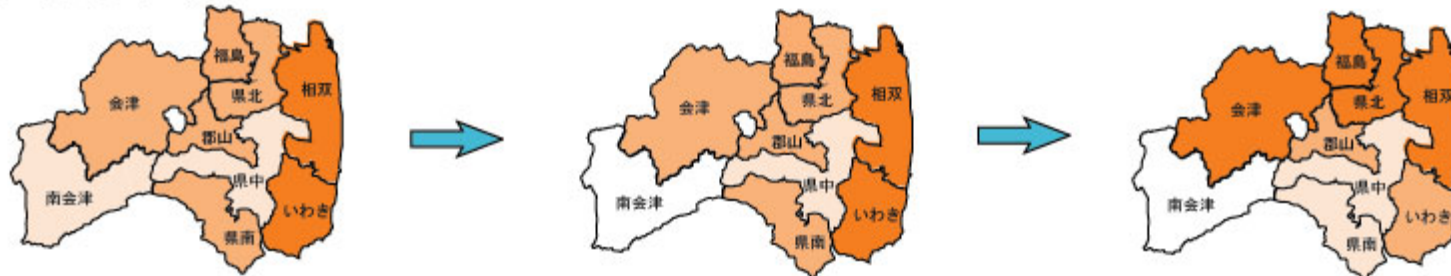 福島
県北
相双
会津
郡山
県中
南会津
いわき
県南
福島
県北
相双
会津
郡山
県中
南会津
いわき
県南
福島
県北
相双
会津
郡山
県中
南会津
いわき
県南